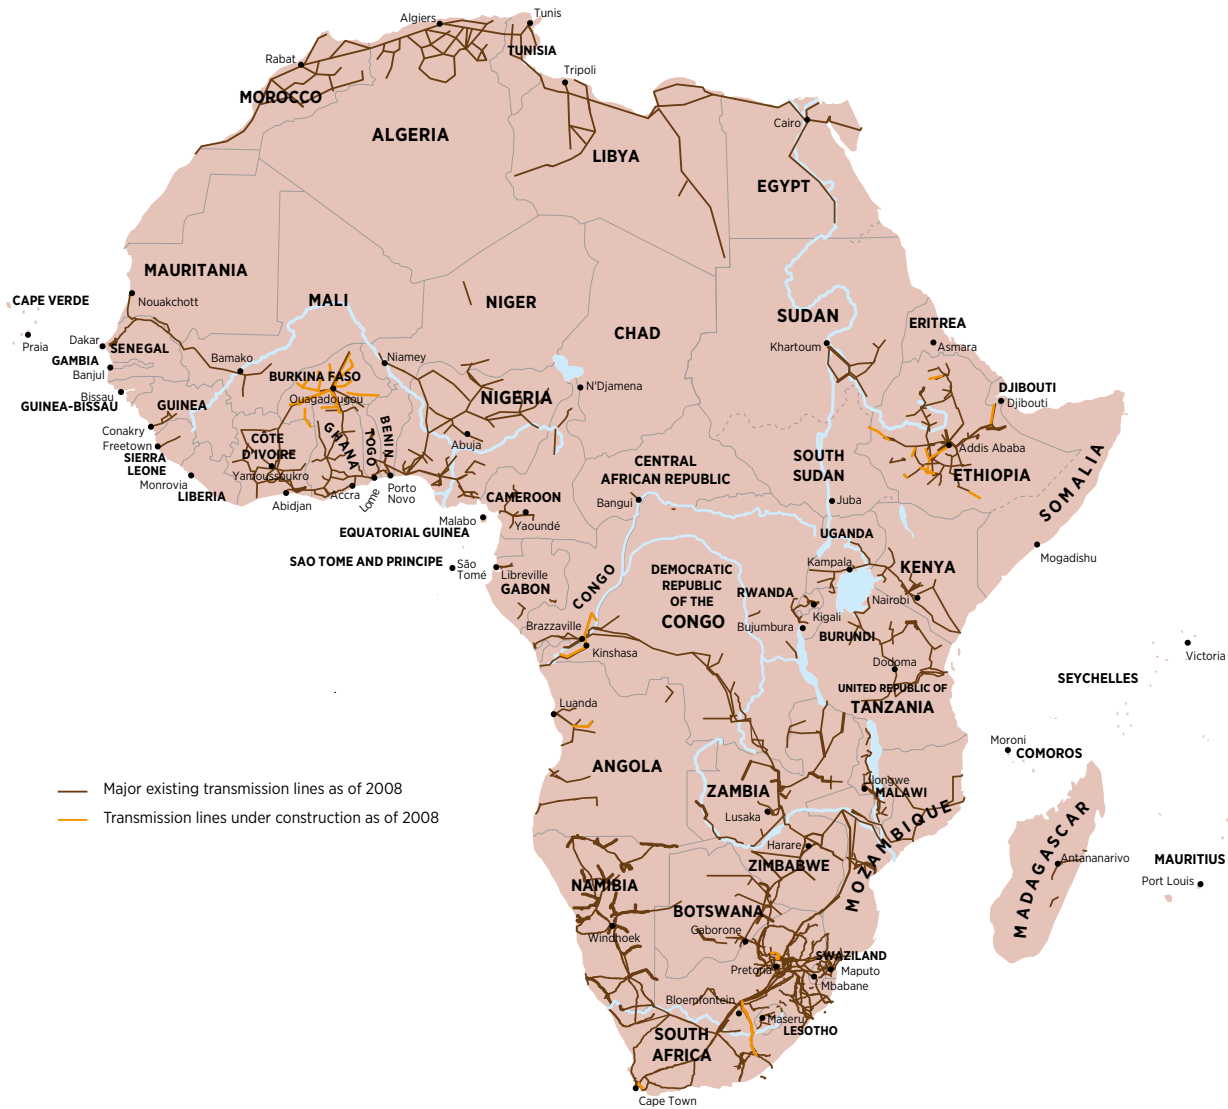 Tunis
Algiers
TUNISIA
Rabat
Tripoli
MOROCCO
Cairo
ALGERIA
LIBYA
EGYPT
MAURITANIA
CAPE VERDE
Nouakchott
MALI
NIGER
SUDAN
ERITREA
CHAD
Praia
Dakar
SENEGAL
Khartoum
Asmara
GAMBIA
Bamako
Niamey
Banjul
BURKINA FASO
N'Djamena
DJIBOUTI
Bissau
Ouagadougou
NIGERIA
Djibouti
GUINEA-BISSAU
GUINEA
Conakry
CÔTE
D'IVOIRE
GHANA
TOGO
BENIN
Abuja
Addis Ababa
Freetown
SIERRA
LEONE
Yamoussoukro
CENTRAL
AFRICAN REPUBLIC
SOUTH
SUDAN
ETHIOPIA
SOMALIA
Monrovia
LIBERIA
Abidjan
Accra
Lome
Porto
Novo
CAMEROON
Bangui
Juba
Malabo
Yaoundé
EQUATORIAL GUINEA
UGANDA
Mogadishu
SAO TOME AND PRINCIPE
São
Tomé
Libreville
GABON
CONGO
DEMOCRATIC
REPUBLIC
OF THE
CONGO
Kampala
KENYA
RWANDA
Nairobi
Kigali
Brazzaville
Bujumbura
BURUNDI
Kinshasa
Victoria
Dodoma
SEYCHELLES
UNITED REPUBLIC OF
TANZANIA
Luanda
Moroni
COMOROS
ANGOLA
ZAMBIA
longwe
MALAWI
Major existing transmission lines as of 2008
Transmission lines under construction as of 2008
Lusaka
MOZAMBIQUE
MADAGASCAR
Harare
ZIMBABWE
Antananarivo
MAURITIUS
Port Louis
NAMIBIA
BOTSWANA
Gaborone
Windhoek
SWAZILAND
Pretoria
Maputo
Mbabane
Bloemfontein
Maseru
LESOTHO
SOUTH
AFRICA
Cape Town